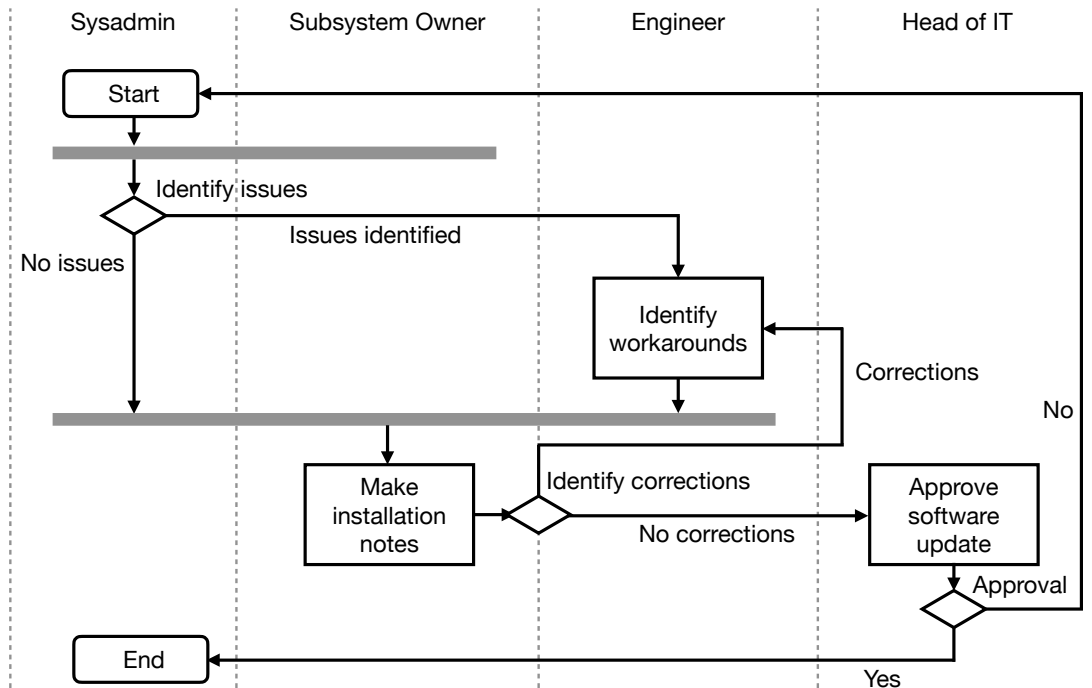 Sysadmin
Subsystem Owner
Engineer
Head of IT
Start
Identify issues
Issues identified
No issues
Identify
workarounds
Corrections
No
Make
installation
notes
Identify corrections
No corrections
Approve
software
update
Approval
End
Yes